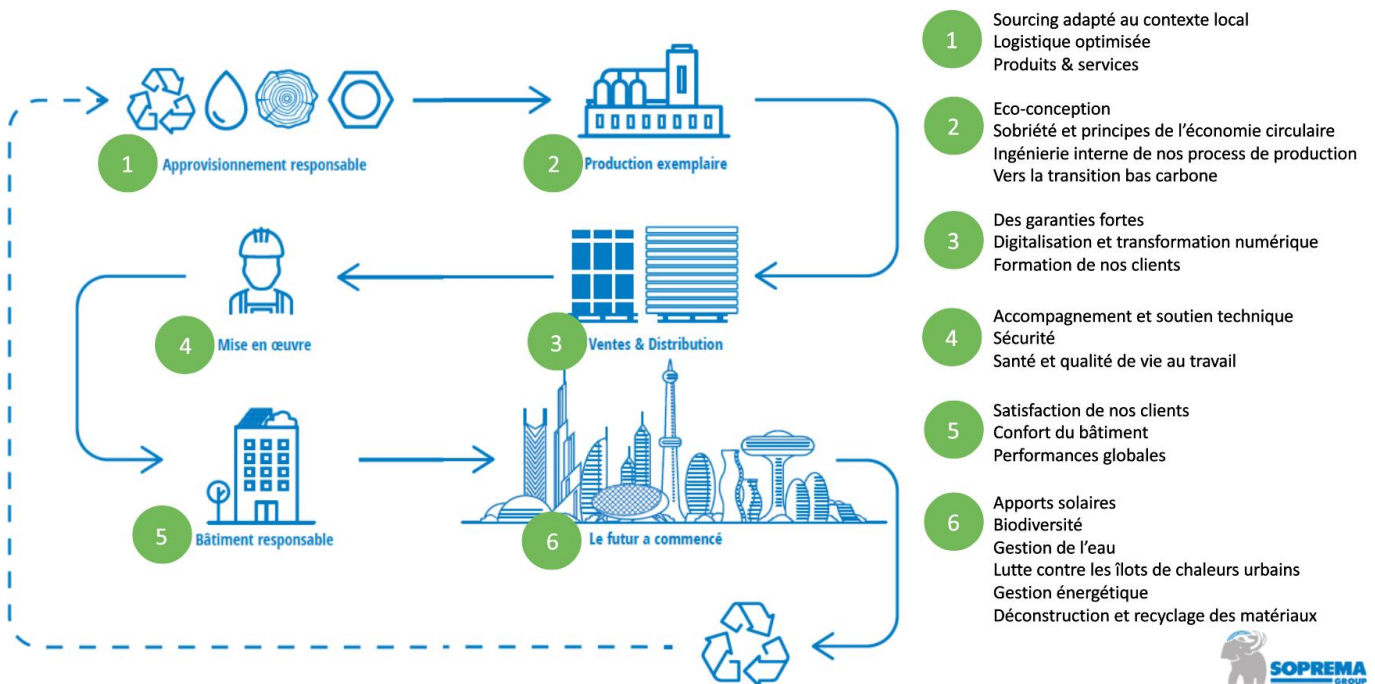 1
Approvisionnement responsable
2
Production exemplaire
3
Ventes & Distribution
4
Mise en œuvre
5
Bâtiment responsable
6
Le futur a commencé
1
Sourcing adapté au contexte local
Logistique optimisée
Produits & services
2
Eco-conception
Sobriété et principes de l'économie circulaire
Ingénierie interne de nos process de production
Vers la transition bas carbone
3
Des garanties fortes
Digitalisation et transformation numérique
Formation de nos clients
4
Accompagnement et soutien technique
Sécurité
Santé et qualité de vie au travail
5
Satisfaction de nos clients
Confort du bâtiment
Performances globales
6
Apports solaires
Biodiversité
Gestion de l'eau
Lutte contre les îlots de chaleurs urbains
Gestion énergétique
Déconstruction et recyclage des matériaux
SOPREMA
GROUP